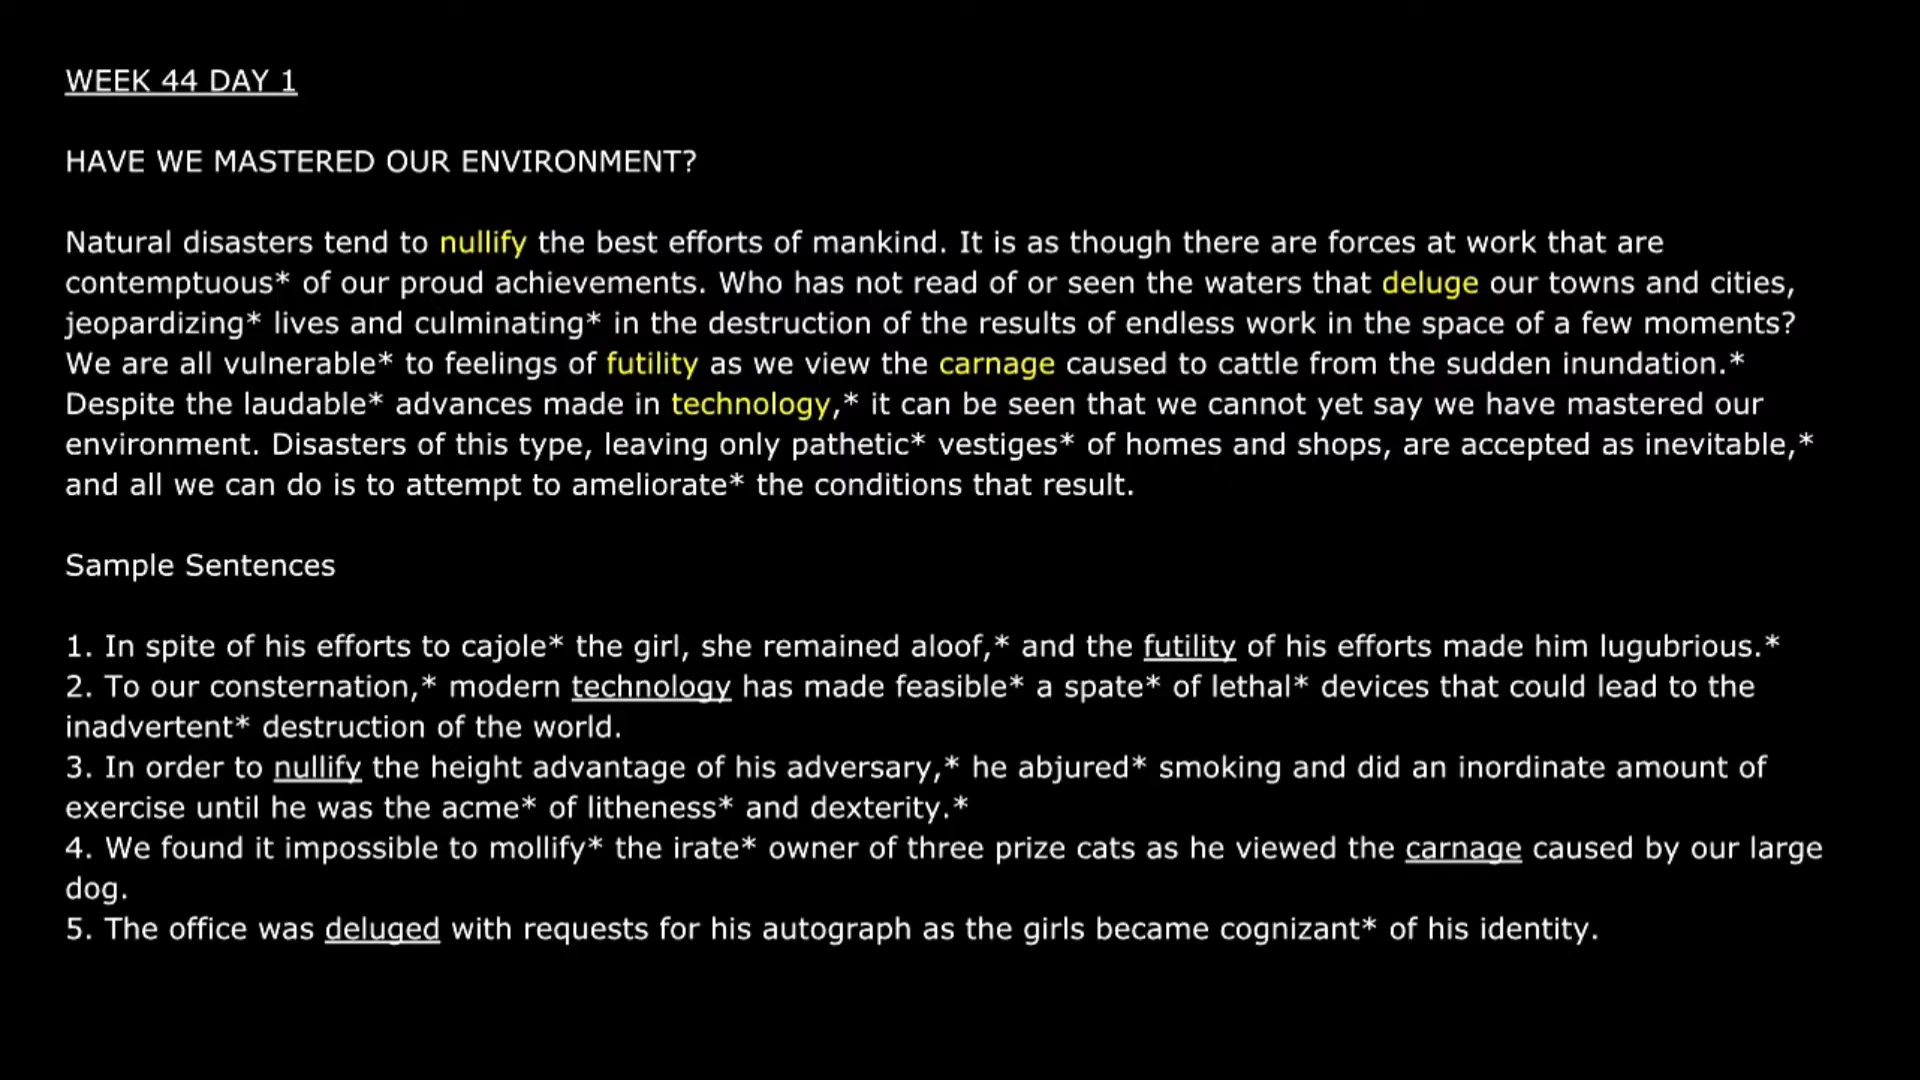 WEEK 44 DAY 1
HAVE WE MASTERED OUR ENVIRONMENT?
Natural disasters tend to nullify the best efforts of mankind. It is as though there are forces at work that are
contemptuous* of our proud achievements. Who has not read of or seen the waters that deluge our towns and cities,
jeopardizing* lives and culminating* in the destruction of the results of endless work in the space of a few moments?
We are all vulnerable* to feelings of futility as we view the carnage caused to cattle from the sudden inundation.*
Despite the laudable* advances made in technology,* it can be seen that we cannot yet say we have mastered our
environment. Disasters of this type, leaving only pathetic* vestiges* of homes and shops, are accepted as inevitable,*
and all we can do is to attempt to ameliorate* the conditions that result.
Sample Sentences
1. In spite of his efforts to cajole* the girl, she remained aloof,* and the futility of his efforts made him lugubrious.*
2. To our consternation,* modern technology has made feasible* a spate* of lethal* devices that could lead to the
inadvertent* destruction of the world.
3. In order to nullify the height advantage of his adversary,* he abjured* smoking and did an inordinate amount of
exercise until he was the acme* of litheness* and dexterity.*
4. We found it impossible to mollify* the irate* owner of three prize cats as he viewed the carnage caused by our large
dog.
5. The office was deluged with requests for his autograph as the girls became cognizant* of his identity.